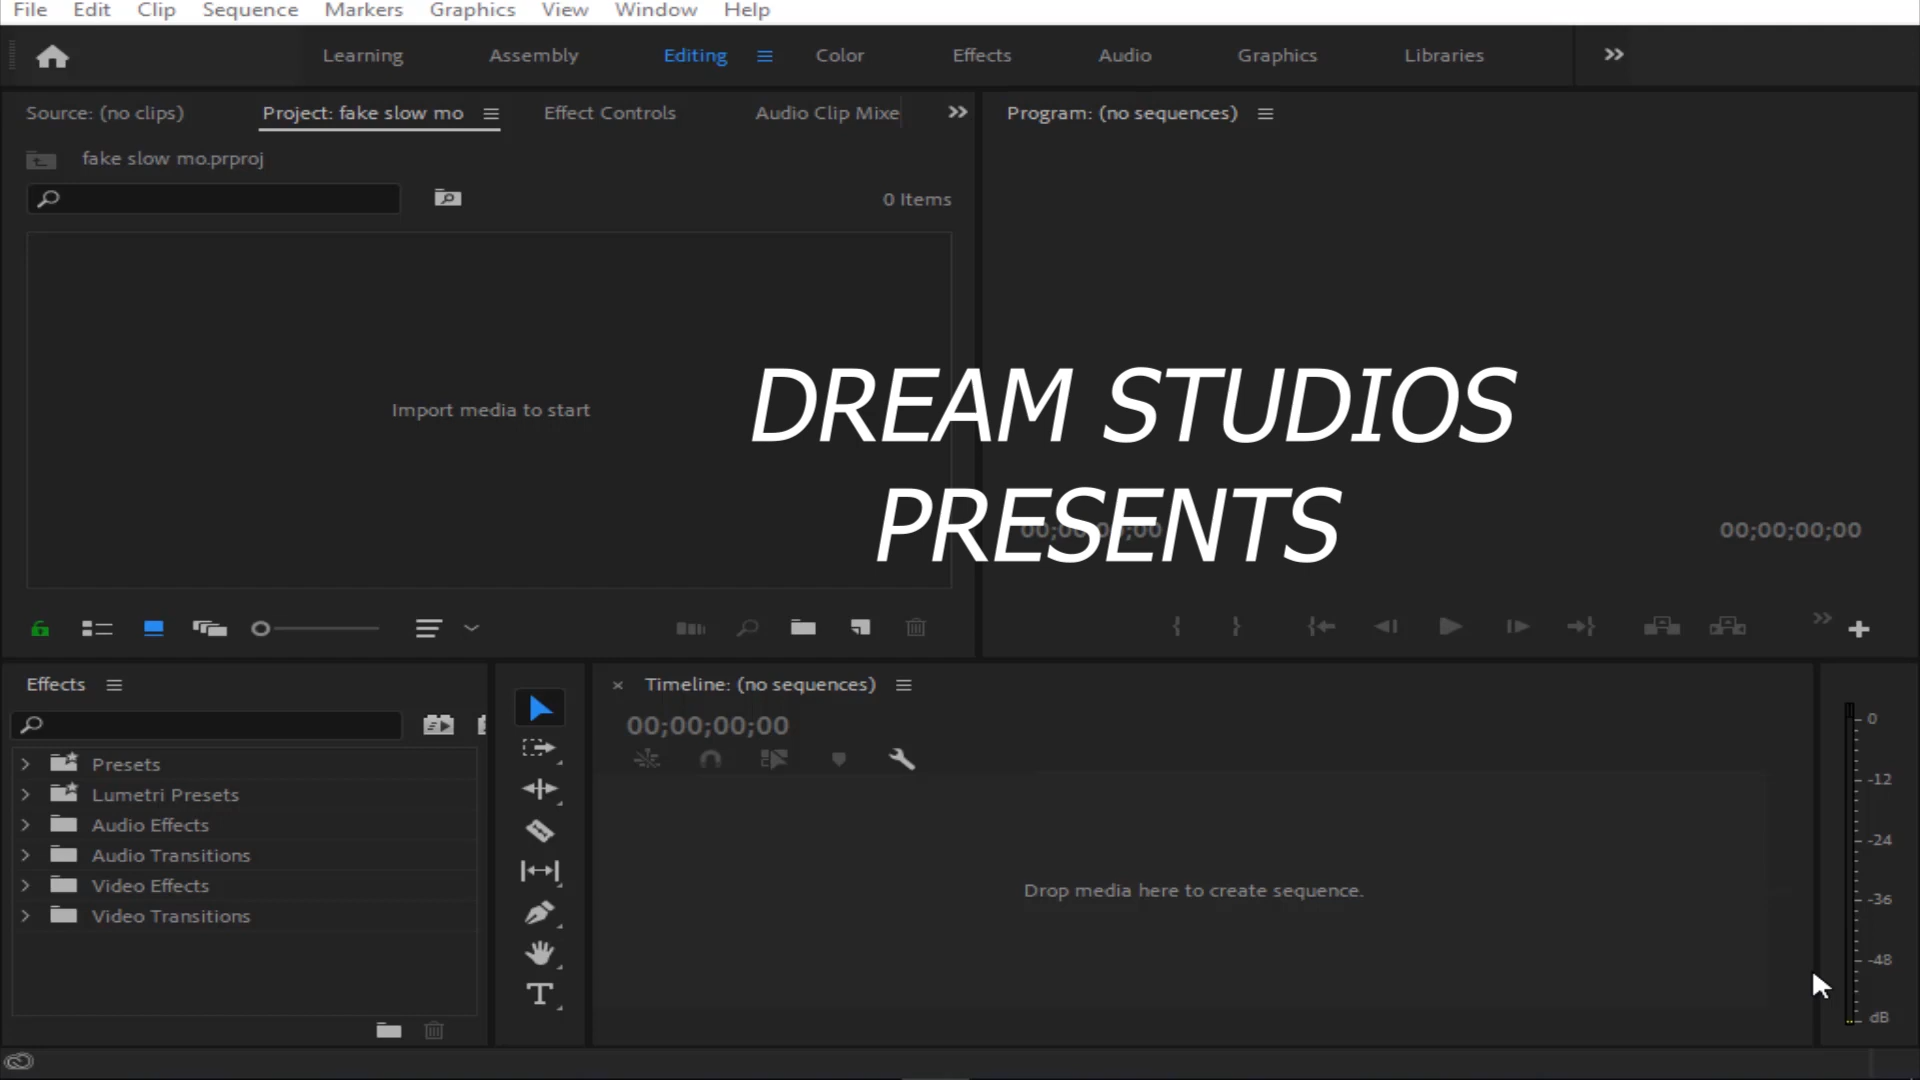 File Edit Clip Sequence Markers Graphics View Window Help
Learning Assembly Editing Color Effects Audio Graphics Libraries
Source: (no clips) Project: fake slow mo Effect Controls Audio Clip Mixe
Program: (no sequences)
fake slow mo.prproj
0 Items
Import media to start
DREAM STUDIOS
PRESENTS
00;00;00;00 00;00;00;00
Effects
Presets
Lumetri Presets
Audio Effects
Audio Transitions
Video Effects
Video Transitions
Timeline: (no sequences)
00;00;00;00
Drop media here to create sequence.
0
-12
-24
-36
-48
dB